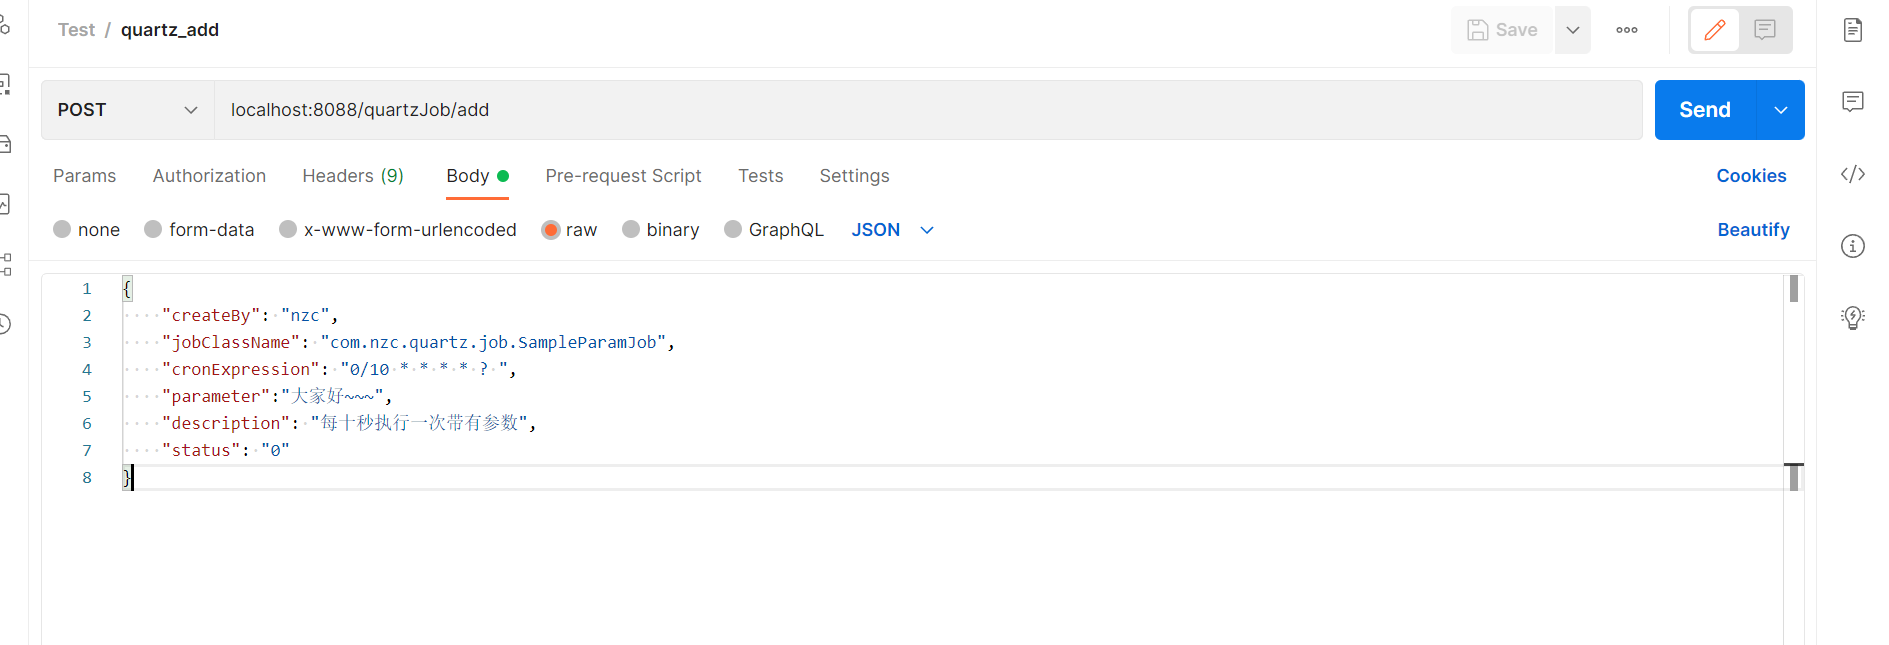 Test / quartz_add
Save
POST
localhost:8088/quartzJob/add
Send
Params Authorization Headers (9) Body Pre-request Script Tests Settings Cookies
none form-data x-www-form-urlencoded raw binary GraphQL JSON Beautify
1 {
2 "createBy": "nzc",
3 "jobClassName": "com.nzc.quartz.job.SampleParamJob",
4 "cronExpression": "0/10 * * * * ? ",
5 "parameter":"大家好~~~",
6 "description": "每十秒执行一次带有参数",
7 "status": "0"
8 }